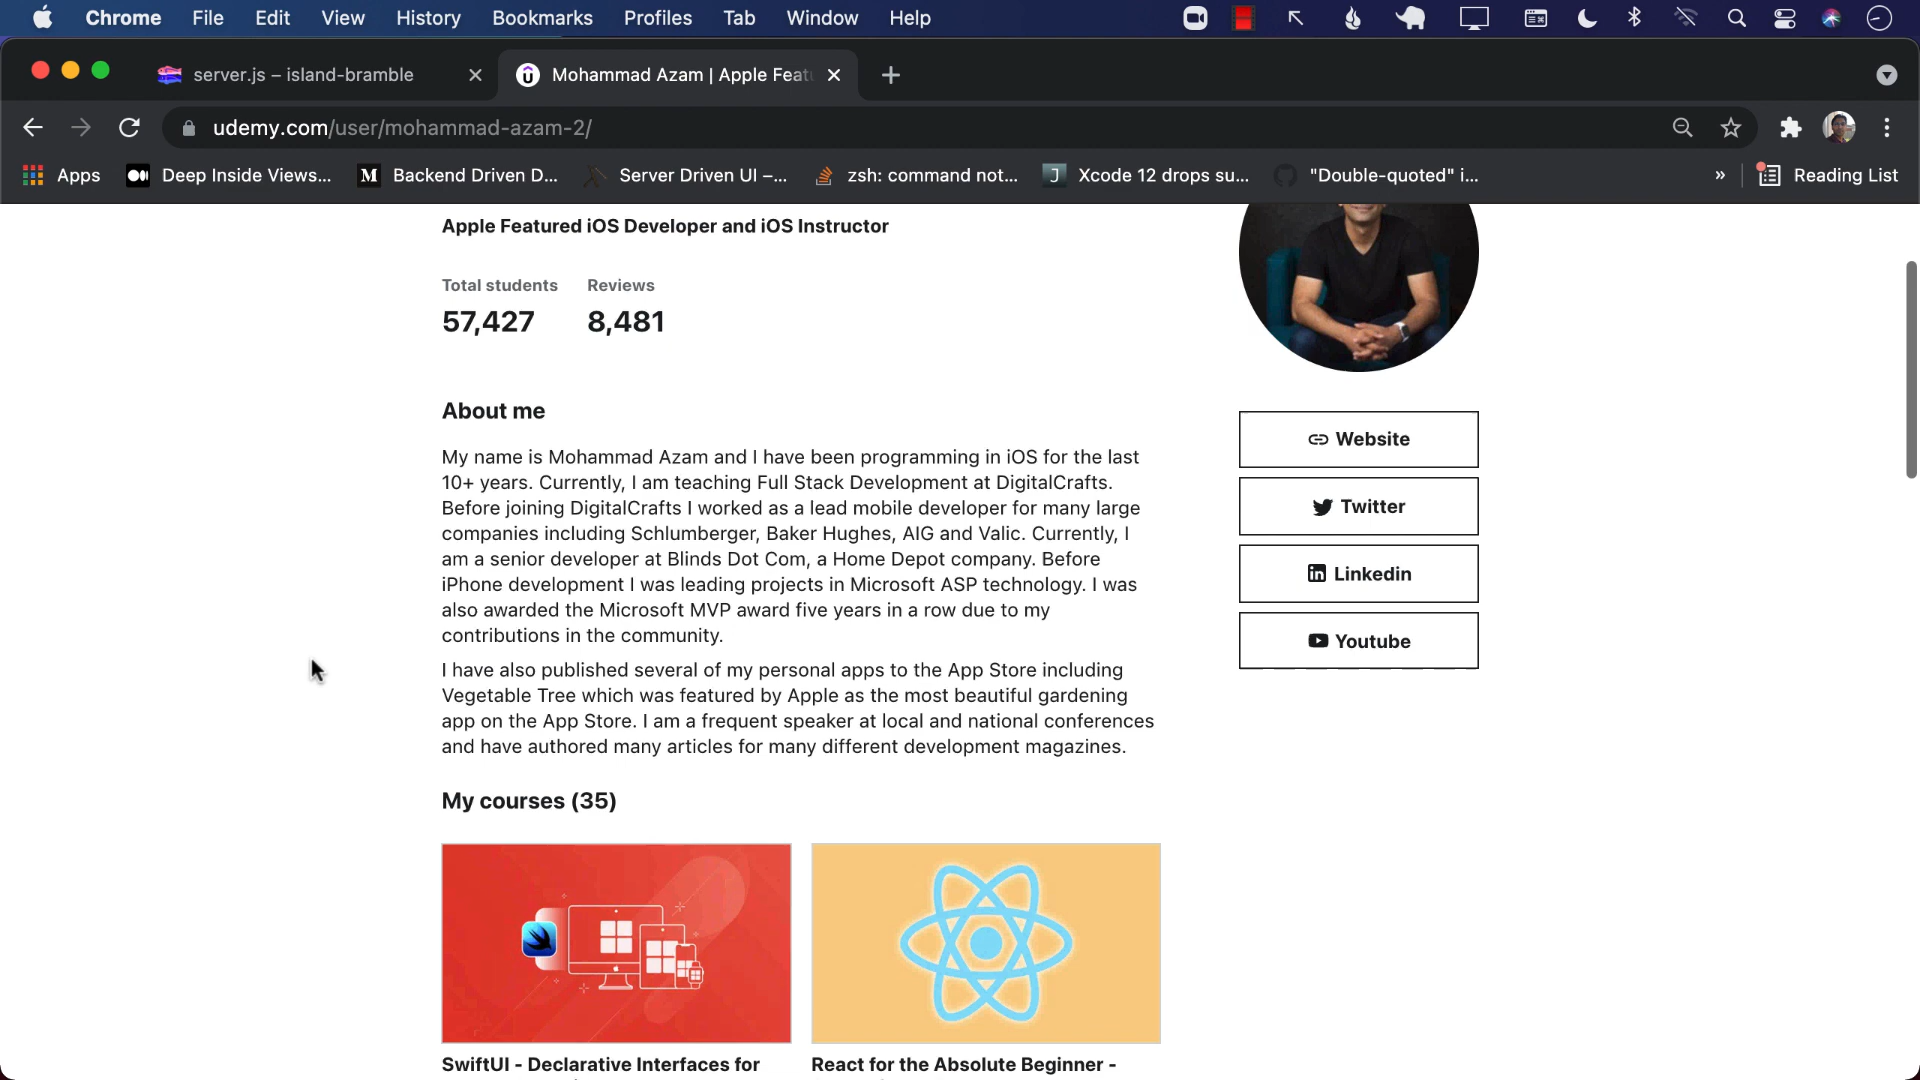 Chrome File Edit View History Bookmarks Profiles Tab Window Help
server.js – island-bramble
Mohammad Azam | Apple Feat
udemy.com/user/mohammad-azam-2/
Apps Deep Inside Views... Backend Driven D... Server Driven UI –... zsh: command not... Xcode 12 drops su... "Double-quoted" i... » Reading List
Apple Featured iOS Developer and iOS Instructor
Total students Reviews
57,427 8,481
About me
My name is Mohammad Azam and I have been programming in iOS for the last
10+ years. Currently, I am teaching Full Stack Development at DigitalCrafts.
Before joining DigitalCrafts I worked as a lead mobile developer for many large
companies including Schlumberger, Baker Hughes, AIG and Valic. Currently, I
am a senior developer at Blinds Dot Com, a Home Depot company. Before
iPhone development I was leading projects in Microsoft ASP technology. I was
also awarded the Microsoft MVP award five years in a row due to my
contributions in the community.
I have also published several of my personal apps to the App Store including
Vegetable Tree which was featured by Apple as the most beautiful gardening
app on the App Store. I am a frequent speaker at local and national conferences
and have authored many articles for many different development magazines.
Website
Twitter
Linkedin
Youtube
My courses (35)
SwiftUI - Declarative Interfaces for
React for the Absolute Beginner -